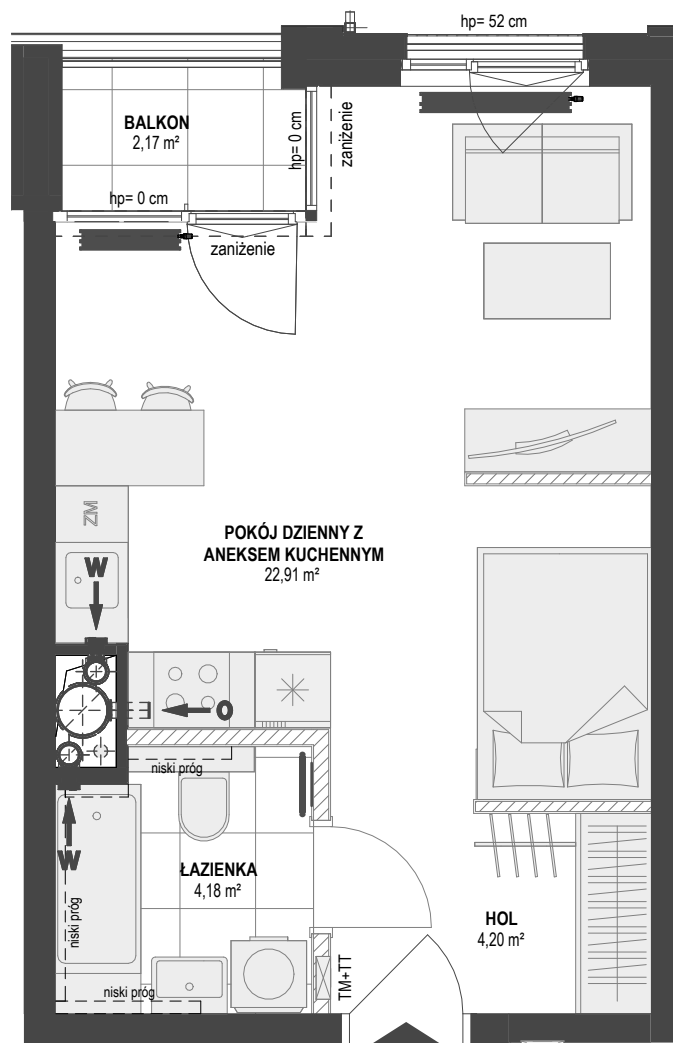 hp= 52 cm
BALKON
2,17 m²
hp= 0 cm
zaniżenie
hp= 0 cm
zaniżenie
ZM
POKÓJ DZIENNY Z
ANEKSEM KUCHENNYM
22,91 m²
W
O
niski próg
W
ŁAZIENKA
4,18 m²
niski próg
HOL
4,20 m²
TM+TT
niski próg